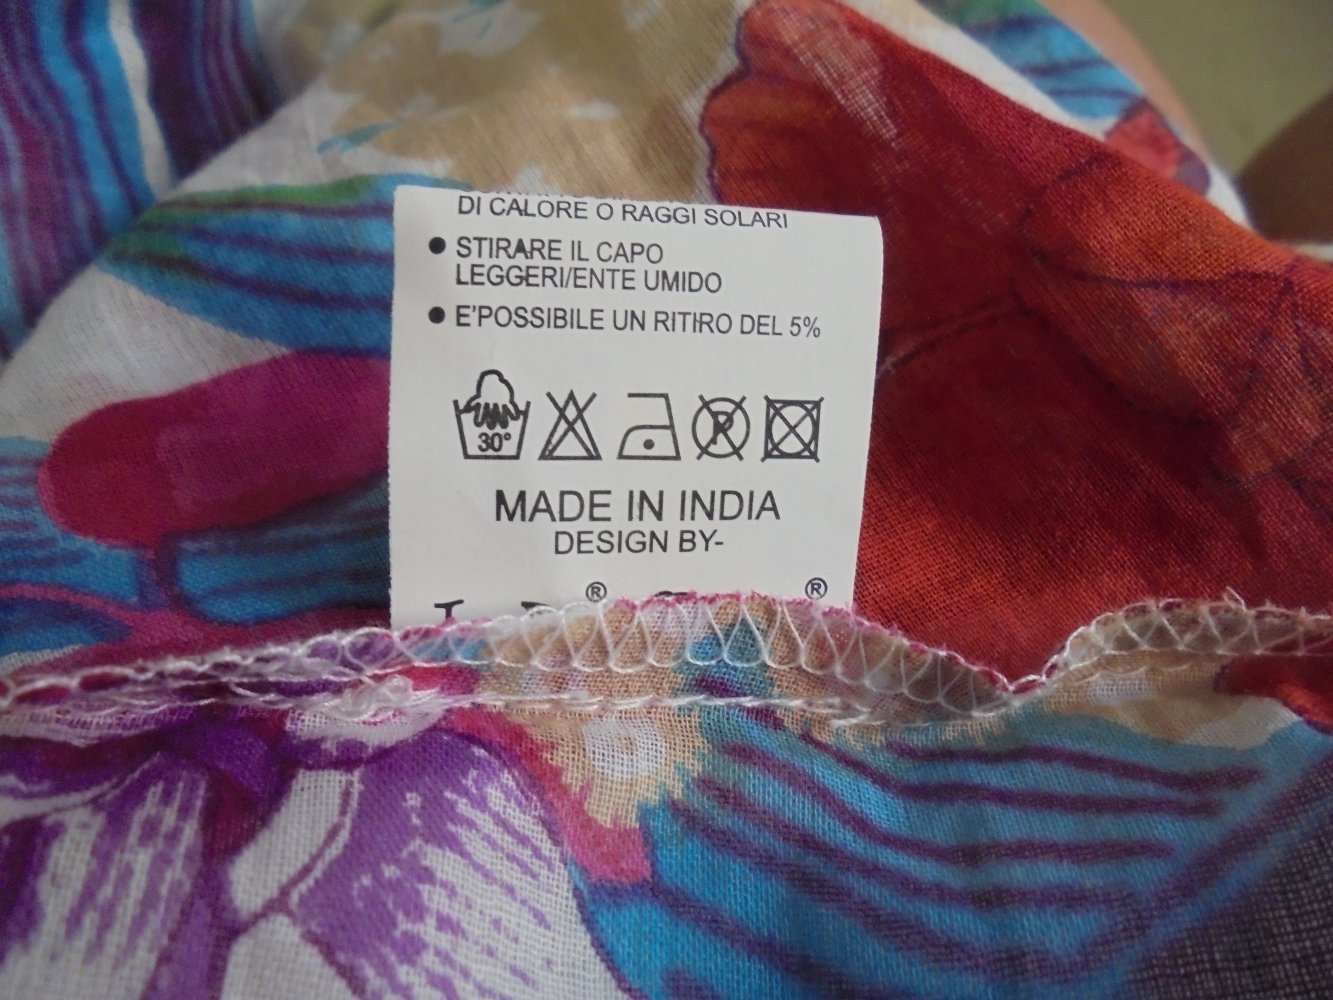 DI CALORE O RAGGI SOLARI
● STIRARE IL CAPO
LEGGERI/ENTE UMIDO
● E'POSSIBILE UN RITIRO DEL 5%
30°
P
MADE IN INDIA
DESIGN BY-
® ®